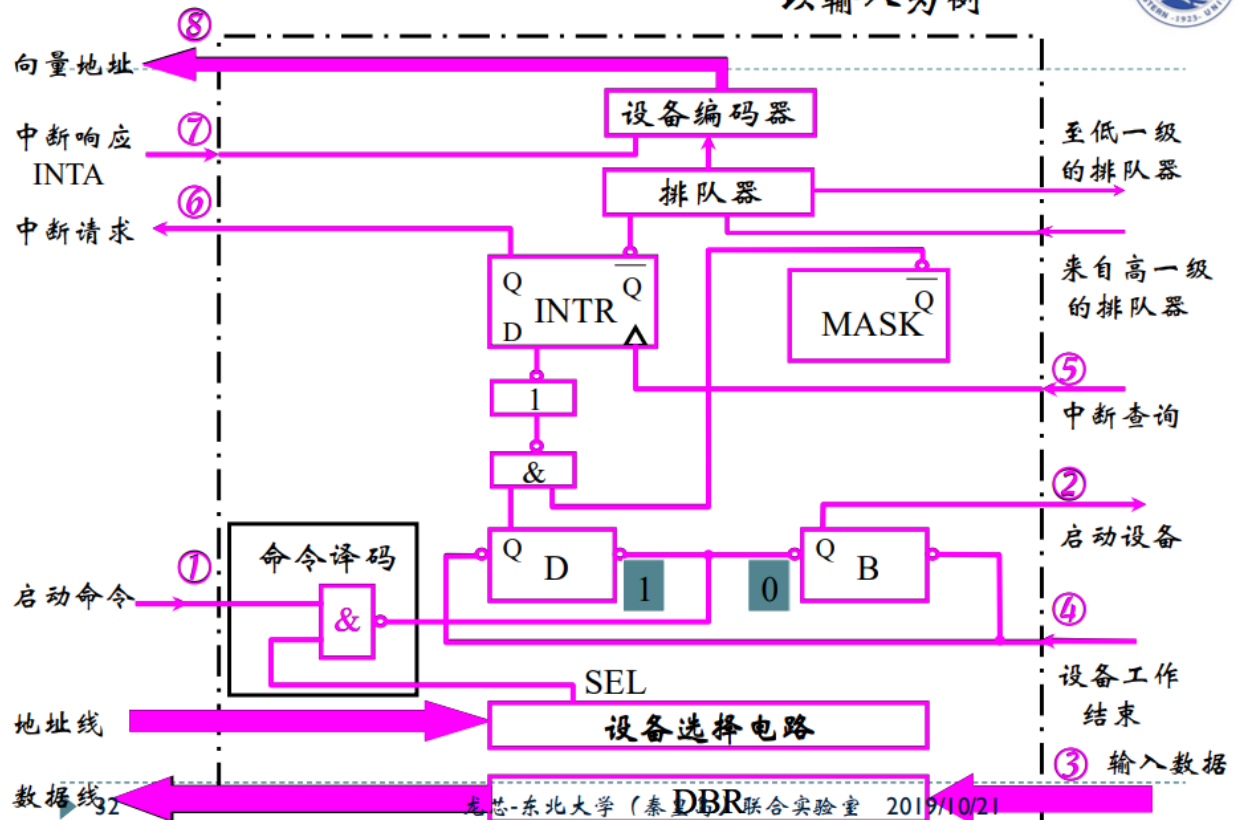 以输入为例
STERN · 1923 · UNI
⑧
向量地址
设备编码器
⑦
中断响应
INTA
至低一级
的排队器
排队器
⑥
中断请求
来自高一级
的排队器
Q
Q
INTR
D
Q
MASK
⑤
中断查询
1
&
②
启动设备
命令译码
Q
D
1
0
Q
B
①
启动命令
&
④
设备工作
结束
SEL
地址线
设备选择电路
③ 输入数据
数据线
DBR
32
龙芯-东北大学(秦皇岛)联合实验室 2019/10/21